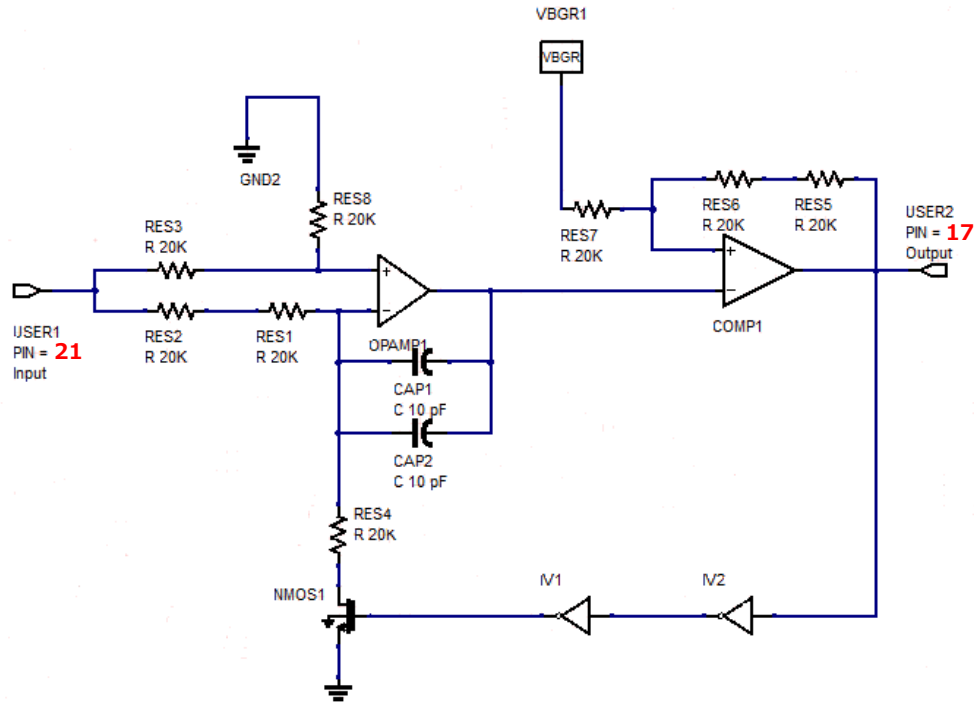 VBGR1
VBGR
GND2
RES8
R 20K
RES3
R 20K
RES6
R 20K
RES5
R 20K
RES7
R 20K
USER2
PIN = 17
Output
+
−
+
−
USER1
PIN = 21
Input
RES2
R 20K
RES1
R 20K
OPAMP1
COMP1
CAP1
C 10 pF
CAP2
C 10 pF
RES4
R 20K
NMOS1
IV1
IV2